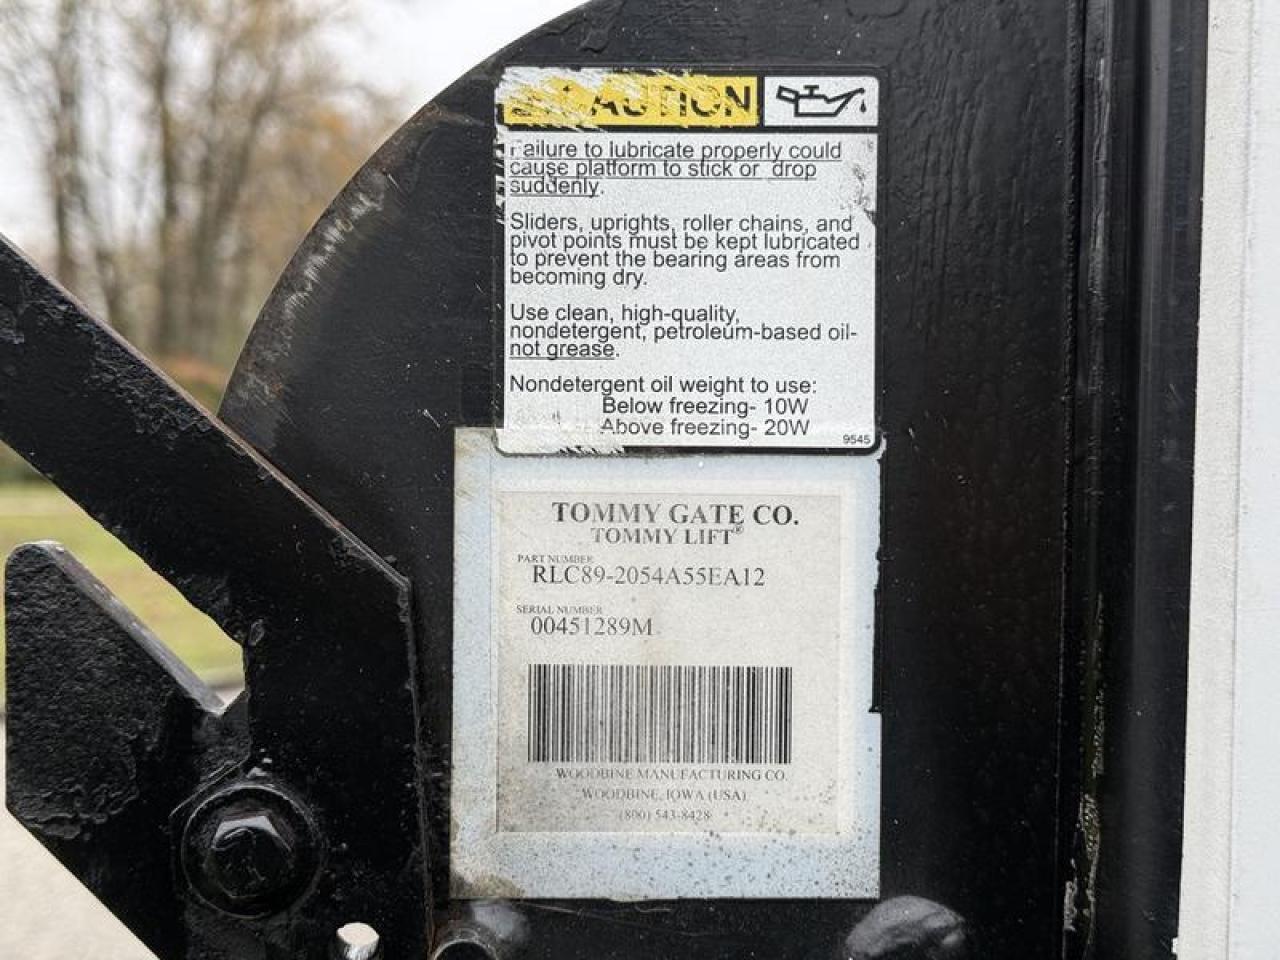 CAUTION
Failure to lubricate properly could
cause platform to stick or drop
suddenly.
Sliders, uprights, roller chains, and
pivot points must be kept lubricated
to prevent the bearing areas from
becoming dry.
Use clean, high-quality,
nondetergent, petroleum-based oil-
not grease.
Nondetergent oil weight to use:
Below freezing- 10W
Above freezing- 20W
9545
TOMMY GATE CO.
TOMMY LIFT®
PART NUMBER
RLC89-2054A55EA12
SERIAL NUMBER
00451289M
WOODBINE MANUFACTURING CO.
WOODBINE, IOWA (USA)
(800) 543-8428